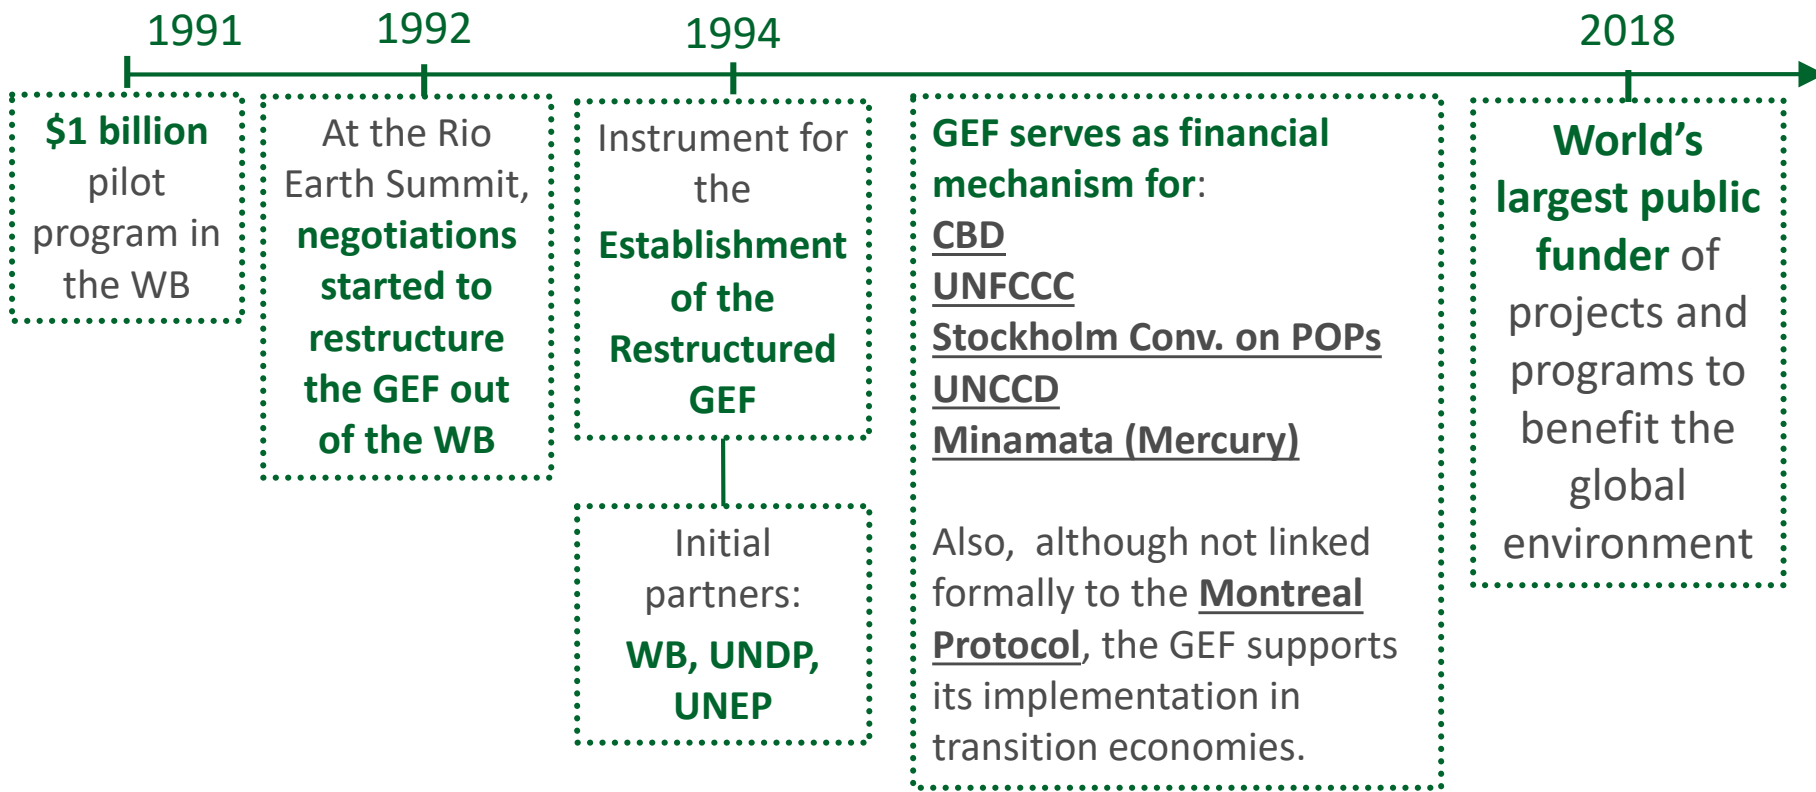 1991
1992
1994
2018
$1 billion
pilot
program in
the WB
At the Rio
Earth Summit,
negotiations
started to
restructure
the GEF out
of the WB
Instrument for
the
Establishment
of the
Restructured
GEF
Initial
partners:
WB, UNDP,
UNEP
GEF serves as financial
mechanism for:
CBD
UNFCCC
Stockholm Conv. on POPs
UNCCD
Minamata (Mercury)
Also, although not linked
formally to the Montreal
Protocol, the GEF supports
its implementation in
transition economies.
World’s
largest public
funder of
projects and
programs to
benefit the
global
environment